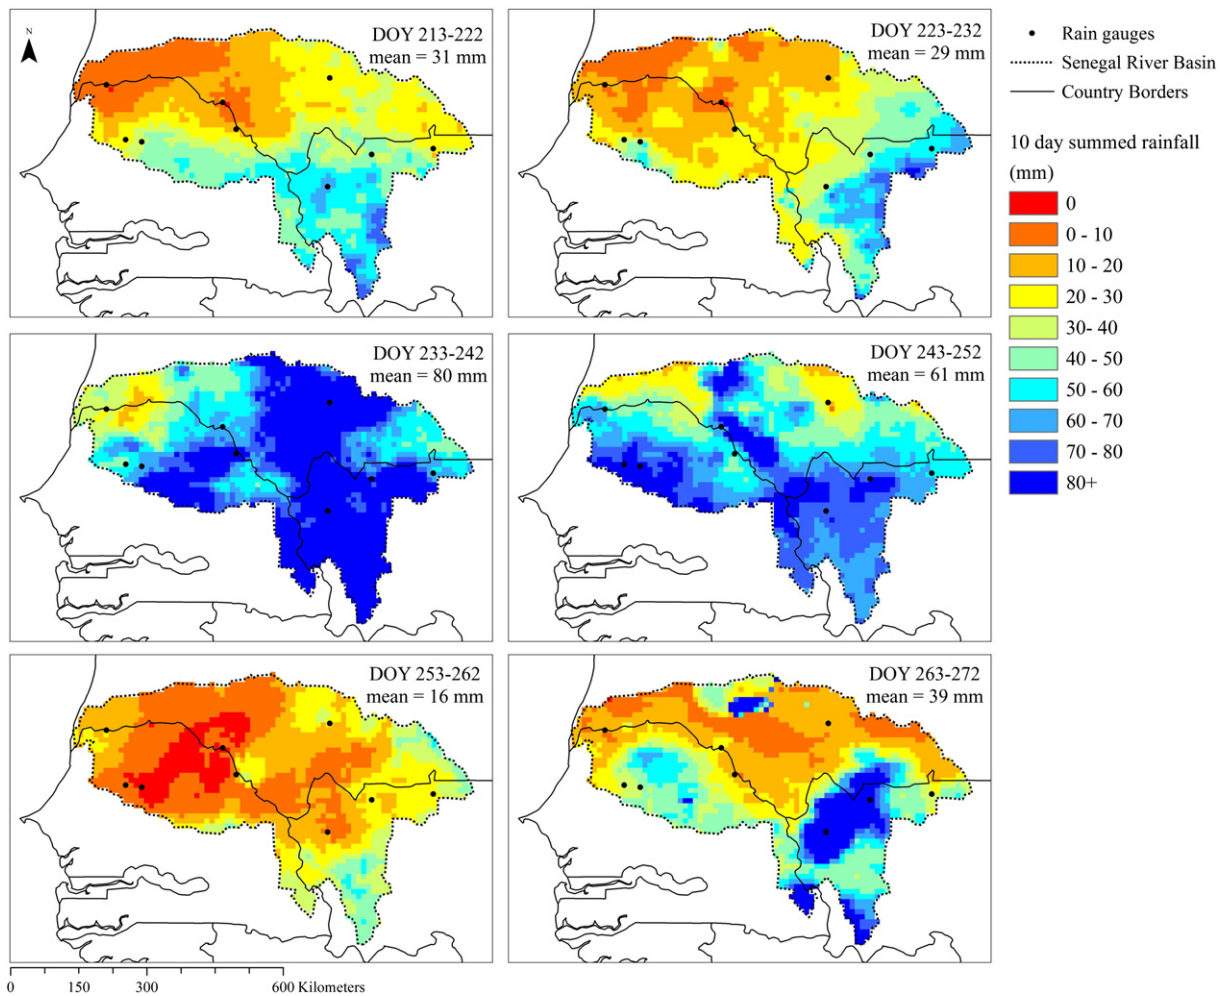 N
DOY 213-222
mean = 31 mm
DOY 223-232
mean = 29 mm
DOY 233-242
mean = 80 mm
DOY 243-252
mean = 61 mm
DOY 253-262
mean = 16 mm
DOY 263-272
mean = 39 mm
Rain gauges
Senegal River Basin
Country Borders
10 day summed rainfall
(mm)
0
0 - 10
10 - 20
20 - 30
30- 40
40 - 50
50 - 60
60 - 70
70 - 80
80+
0 150 300 600 Kilometers